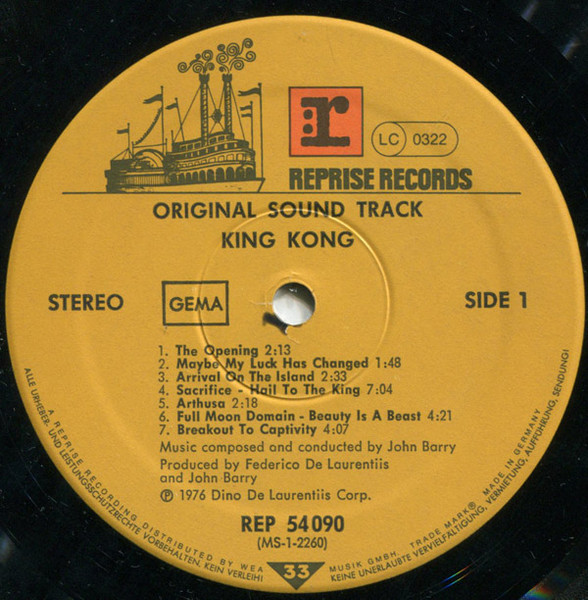 r
LC 0322
REPRISE RECORDS
ORIGINAL SOUND TRACK
KING KONG
STEREO
GEMA
SIDE 1
1. The Opening 2:13
2. Maybe My Luck Has Changed 1:48
3. Arrival On The Island 2:33
4. Sacrifice - Hail To The King 7:04
5. Arthusa 2:18
6. Full Moon Domain - Beauty Is A Beast 4:21
7. Breakout To Captivity 4:07
Music composed and conducted by John Barry
Produced by Federico De Laurentiis
and John Barry
℗ 1976 Dino De Laurentiis Corp.
REP 54 090
(MS-1-2260)
33
A REPRISE RECORDING DISTRIBUTED BY WEA MUSIK GMBH. TRADE MARK® MADE IN GERMANY
ALLE URHEBER- UND LEISTUNGSSCHUTZRECHTE VORBEHALTEN. KEIN VERLEIH! KEINE UNERLAUBTE VERVIELFÄLTIGUNG, VERMIETUNG, AUFFÜHRUNG, SENDUNG!